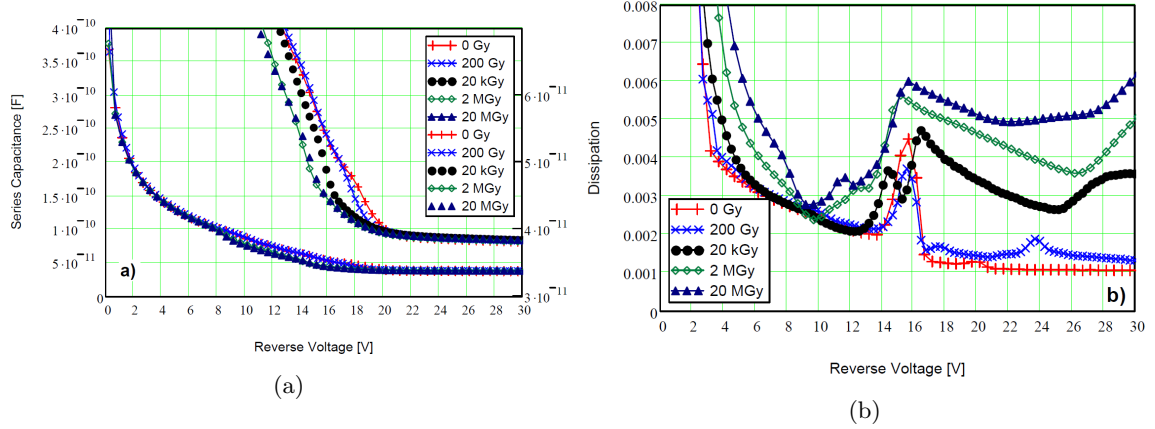 Series Capacitance [F]
4·10⁻¹⁰
3.5·10⁻¹⁰
3·10⁻¹⁰
2.5·10⁻¹⁰
2·10⁻¹⁰
1.5·10⁻¹⁰
1·10⁻¹⁰
5·10⁻¹¹
0
0 Gy
200 Gy
20 kGy
2 MGy
20 MGy
0 Gy
200 Gy
20 kGy
2 MGy
20 MGy
6·10⁻¹¹
5·10⁻¹¹
4·10⁻¹¹
3·10⁻¹¹
a)
0 2 4 6 8 10 12 14 16 18 20 22 24 26 28 30
Reverse Voltage [V]
(a)
Dissipation
0.008
0.007
0.006
0.005
0.004
0.003
0.002
0.001
0
0 Gy
200 Gy
20 kGy
2 MGy
20 MGy
b)
2 4 6 8 10 12 14 16 18 20 22 24 26 28 30
Reverse Voltage [V]
(b)